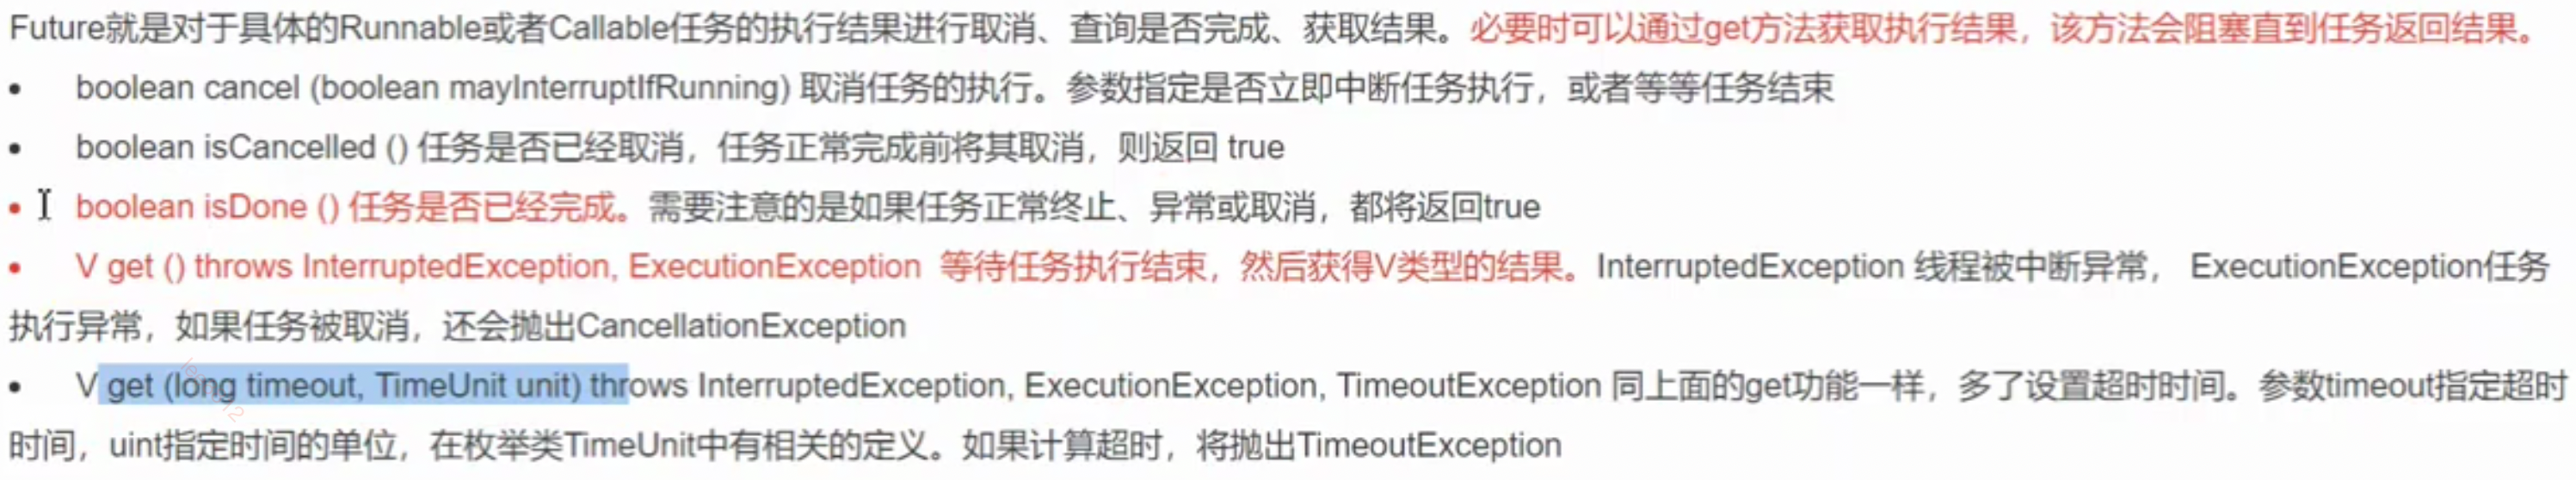 Future就是对于具体的Runnable或者Callable任务的执行结果进行取消、查询是否完成、获取结果。必要时可以通过get方法获取执行结果，该方法会阻塞直到任务返回结果。
• boolean cancel (boolean mayInterruptIfRunning) 取消任务的执行。参数指定是否立即中断任务执行，或者等等任务结束
• boolean isCancelled () 任务是否已经取消，任务正常完成前将其取消，则返回 true
• boolean isDone () 任务是否已经完成。需要注意的是如果任务正常终止、异常或取消，都将返回true
• V get () throws InterruptedException, ExecutionException 等待任务执行结束，然后获得V类型的结果。InterruptedException 线程被中断异常， ExecutionException任务
执行异常，如果任务被取消，还会抛出CancellationException
• V get (long timeout, TimeUnit unit) throws InterruptedException, ExecutionException, TimeoutException 同上面的get功能一样，多了设置超时时间。参数timeout指定超时
时间，uint指定时间的单位，在枚举类TimeUnit中有相关的定义。如果计算超时，将抛出TimeoutException